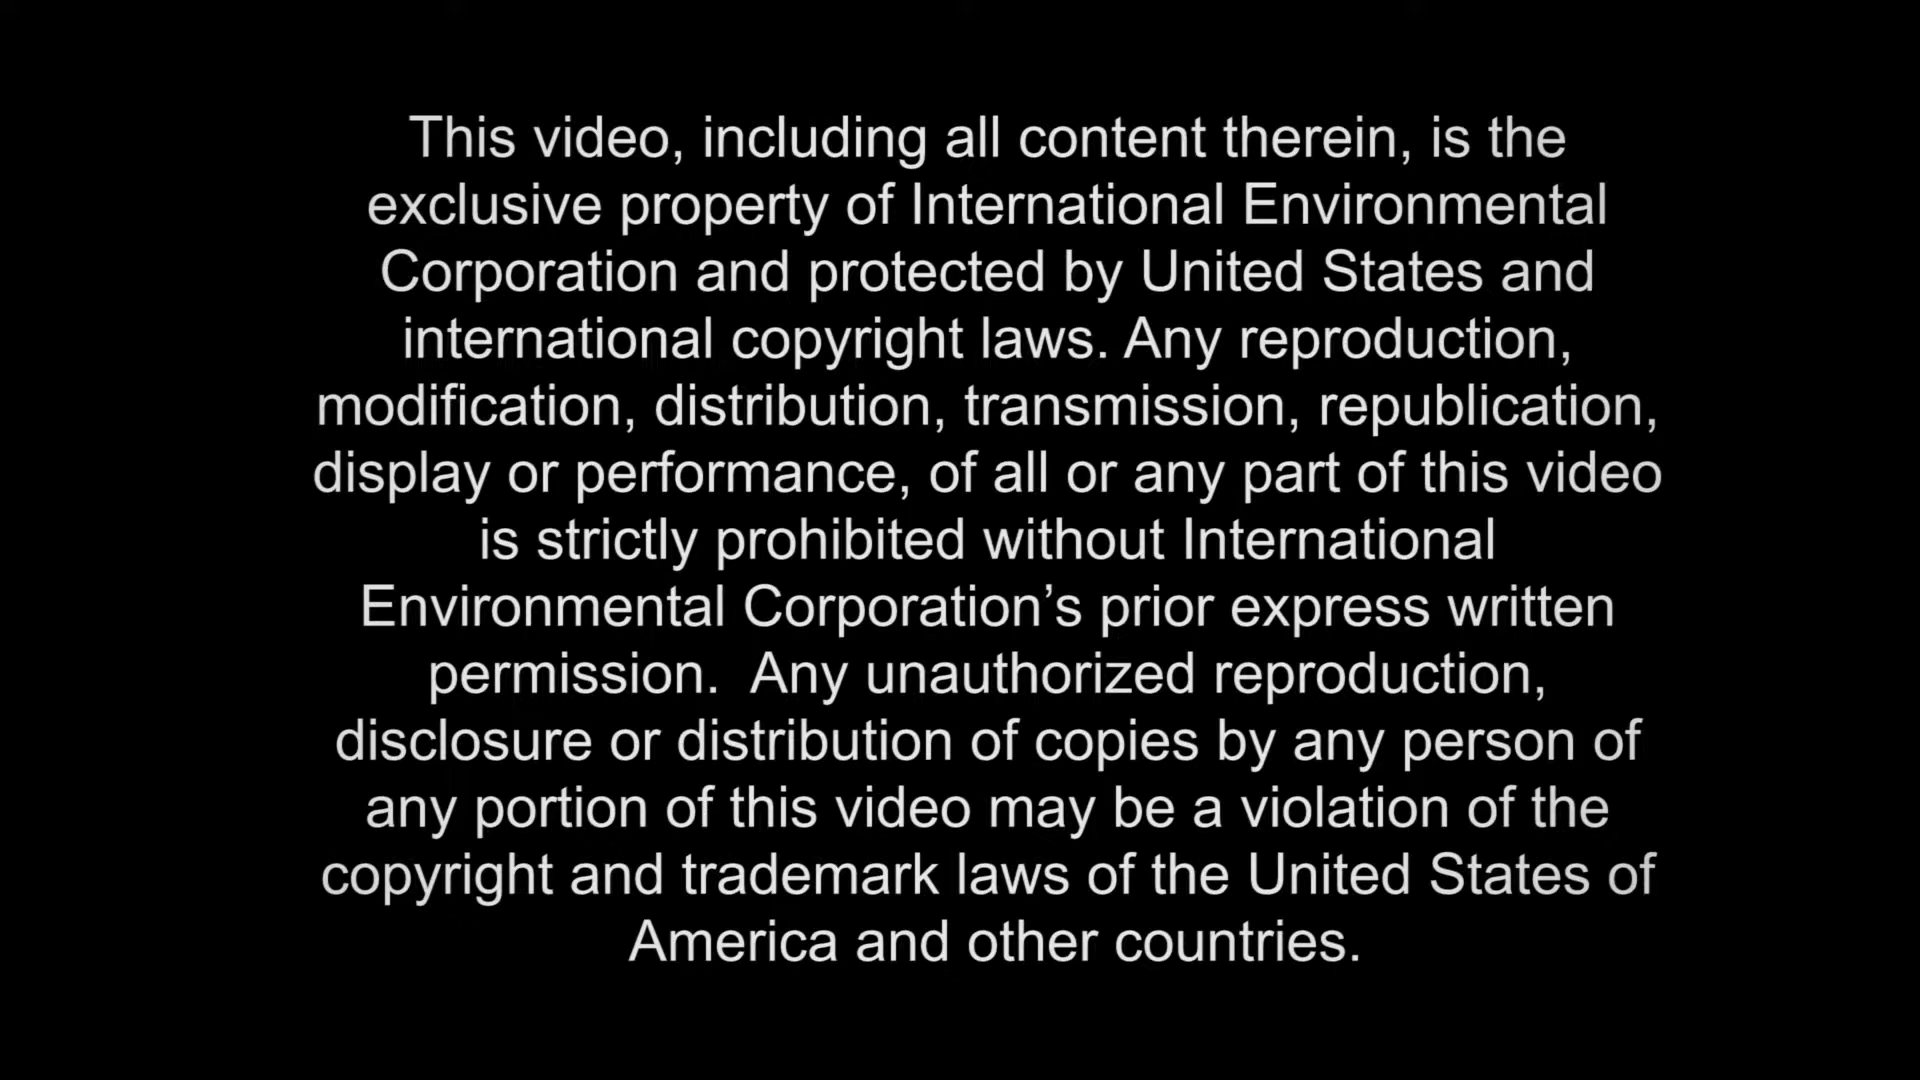 This video, including all content therein, is the
exclusive property of International Environmental
Corporation and protected by United States and
international copyright laws. Any reproduction,
modification, distribution, transmission, republication,
display or performance, of all or any part of this video
is strictly prohibited without International
Environmental Corporation’s prior express written
permission.  Any unauthorized reproduction,
disclosure or distribution of copies by any person of
any portion of this video may be a violation of the
copyright and trademark laws of the United States of
America and other countries.